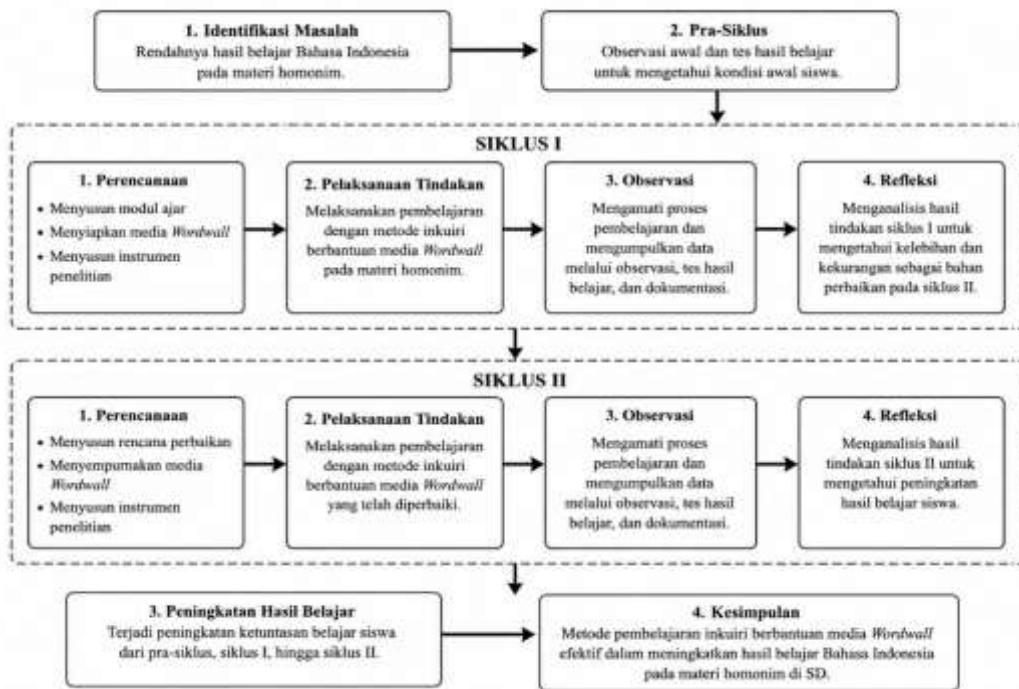 1. Identifikasi Masalah
Rendahnya hasil belajar Bahasa Indonesia
pada materi homonim.
2. Pra-Siklus
Observasi awal dan tes hasil belajar
untuk mengetahui kondisi awal siswa.
SIKLUS I
1. Perencanaan
• Menyusun modul ajar
• Menyiapkan media Wordwall
• Menyusun instrumen
penelitian
2. Pelaksanaan Tindakan
Melaksanakan pembelajaran
dengan metode inkuiri
berbantuan media Wordwall
pada materi homonim.
3. Observasi
Mengamati proses
pembelajaran dan
mengumpulkan data
melalui observasi, tes hasil
belajar, dan dokumentasi.
4. Refleksi
Menganalisis hasil
tindakan siklus I untuk
mengetahui kelebihan dan
kekurangan sebagai bahan
perbaikan pada siklus II.
SIKLUS II
1. Perencanaan
• Menyusun rencana perbaikan
• Menyempurnakan media
Wordwall
• Menyusun instrumen
penelitian
2. Pelaksanaan Tindakan
Melaksanakan pembelajaran
dengan metode inkuiri
berbantuan media Wordwall
yang telah diperbaiki.
3. Observasi
Mengamati proses
pembelajaran dan
mengumpulkan data
melalui observasi, tes hasil
belajar, dan dokumentasi.
4. Refleksi
Menganalisis hasil
tindakan siklus II untuk
mengetahui peningkatan
hasil belajar siswa.
3. Peningkatan Hasil Belajar
Terjadi peningkatan ketuntasan belajar siswa
dari pra-siklus, siklus I, hingga siklus II.
4. Kesimpulan
Metode pembelajaran inkuiri berbantuan media Wordwall
efektif dalam meningkatkan hasil belajar Bahasa Indonesia
pada materi homonim di SD.